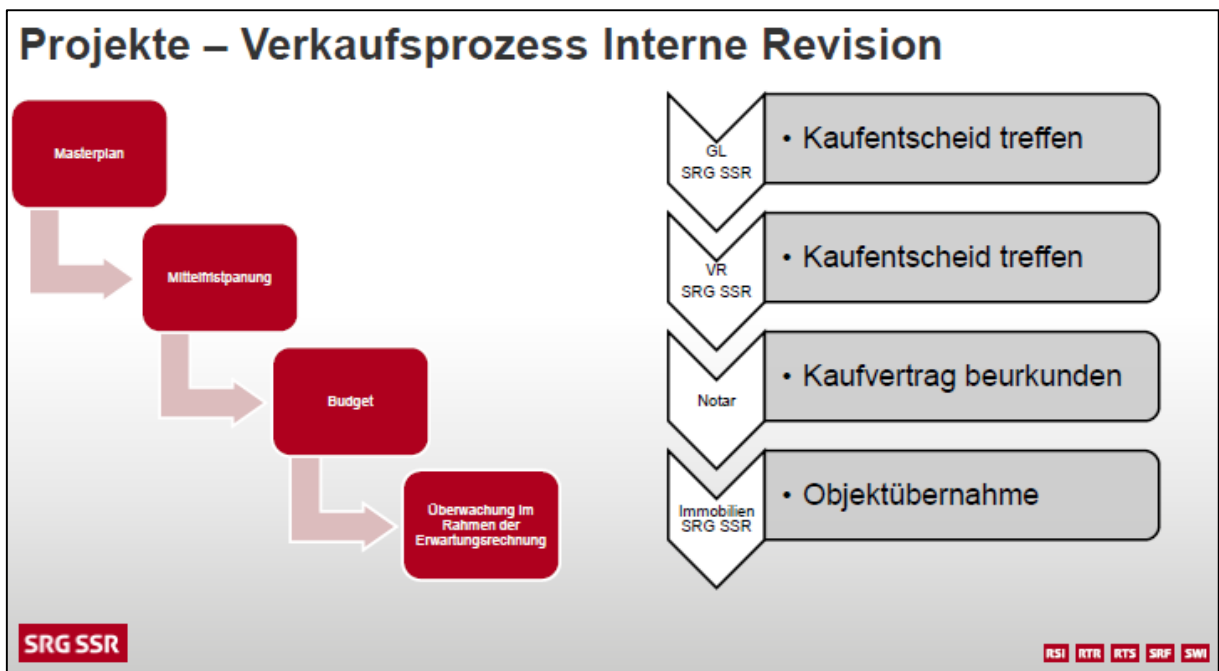 Projekte – Verkaufsprozess Interne Revision
Masterplan
Mittelfristpanung
Budget
Überwachung im
Rahmen der
Erwartungsrechnung
GL
SRG SSR
• Kaufentscheid treffen
VR
SRG SSR
• Kaufentscheid treffen
Notar
• Kaufvertrag beurkunden
Immobilien
SRG SSR
• Objektübernahme
SRG SSR
RSI RTR RTS SRF SWI